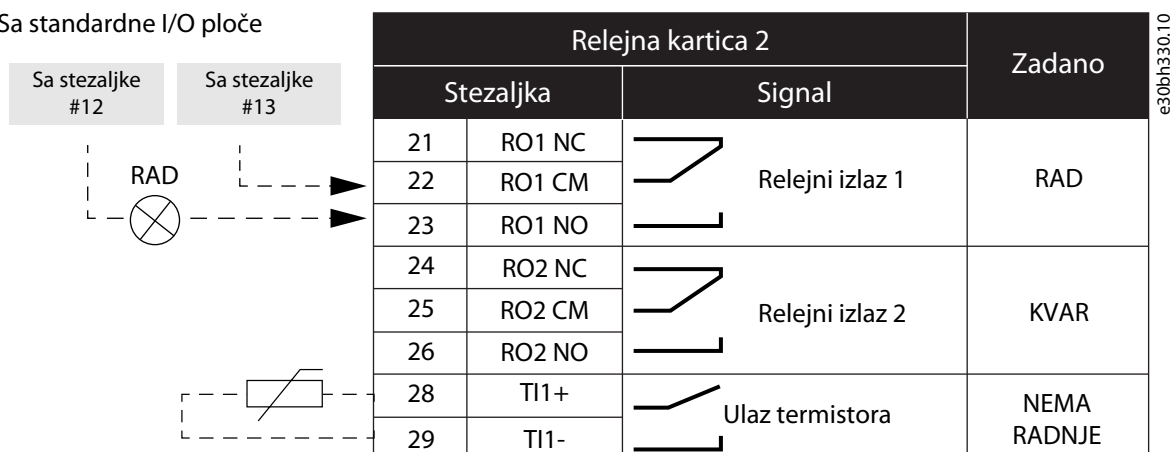 Sa standardne I/O ploče
Sa stezaljke
#12
Sa stezaljke
#13
RAD
Relejna kartica 2
Zadano
Stezaljka
Signal
21 RO1 NC
22 RO1 CM
23 RO1 NO
Relejni izlaz 1
RAD
24 RO2 NC
25 RO2 CM
26 RO2 NO
Relejni izlaz 2
KVAR
28 TI1+
29 TI1-
Ulaz termistora
NEMA
RADNJE
e30bh330.10